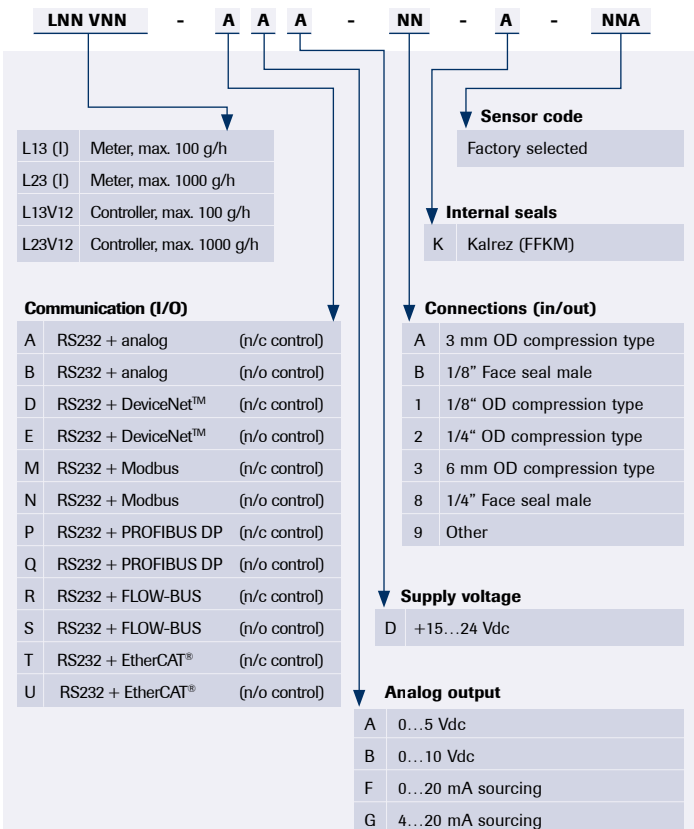 LNN VNN - A A A - NN - A - NNA
Sensor code
Factory selected
L13 (I) Meter, max. 100 g/h
L23 (I) Meter, max. 1000 g/h
L13V12 Controller, max. 100 g/h
L23V12 Controller, max. 1000 g/h
Internal seals
K Kalrez (FFKM)
Communication (I/O)
A RS232 + analog (n/c control)
B RS232 + analog (n/o control)
D RS232 + DeviceNet™ (n/c control)
E RS232 + DeviceNet™ (n/o control)
M RS232 + Modbus (n/c control)
N RS232 + Modbus (n/o control)
P RS232 + PROFIBUS DP (n/c control)
Q RS232 + PROFIBUS DP (n/o control)
R RS232 + FLOW-BUS (n/c control)
S RS232 + FLOW-BUS (n/o control)
T RS232 + EtherCAT® (n/c control)
U RS232 + EtherCAT® (n/o control)
Connections (in/out)
A 3 mm OD compression type
B 1/8” Face seal male
1 1/8“ OD compression type
2 1/4“ OD compression type
3 6 mm OD compression type
8 1/4” Face seal male
9 Other
Supply voltage
D +15…24 Vdc
Analog output
A 0…5 Vdc
B 0…10 Vdc
F 0…20 mA sourcing
G 4…20 mA sourcing